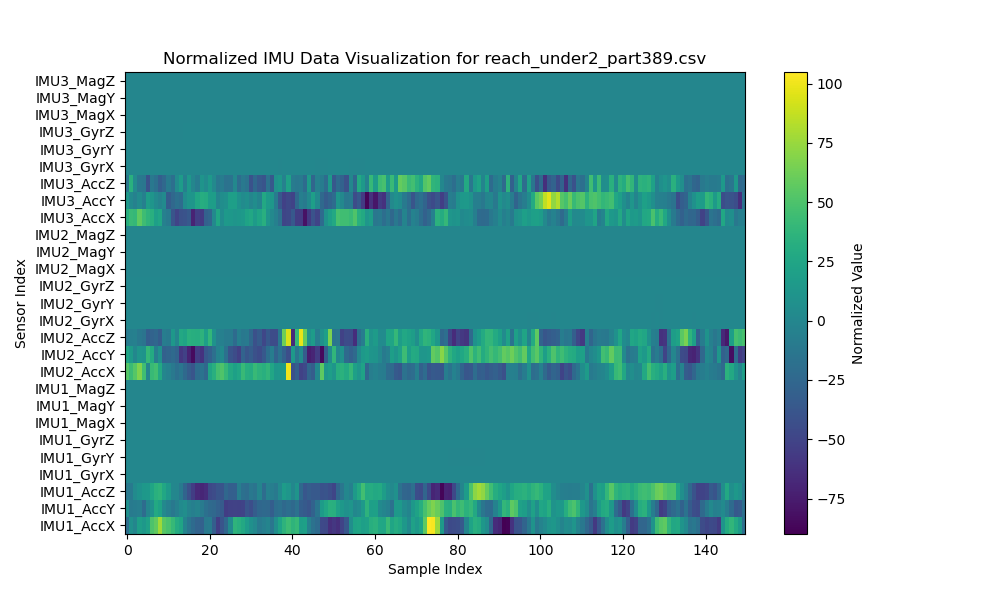 Normalized IMU Data Visualization for reach_under2_part389.csv
IMU3_MagZ
IMU3_MagY
IMU3_MagX
IMU3_GyrZ
IMU3_GyrY
IMU3_GyrX
IMU3_AccZ
IMU3_AccY
IMU3_AccX
IMU2_MagZ
IMU2_MagY
IMU2_MagX
IMU2_GyrZ
IMU2_GyrY
IMU2_GyrX
IMU2_AccZ
IMU2_AccY
IMU2_AccX
IMU1_MagZ
IMU1_MagY
IMU1_MagX
IMU1_GyrZ
IMU1_GyrY
IMU1_GyrX
IMU1_AccZ
IMU1_AccY
IMU1_AccX
Sensor Index
0 20 40 60 80 100 120 140
Sample Index
100
75
50
25
0
−25
−50
−75
Normalized Value